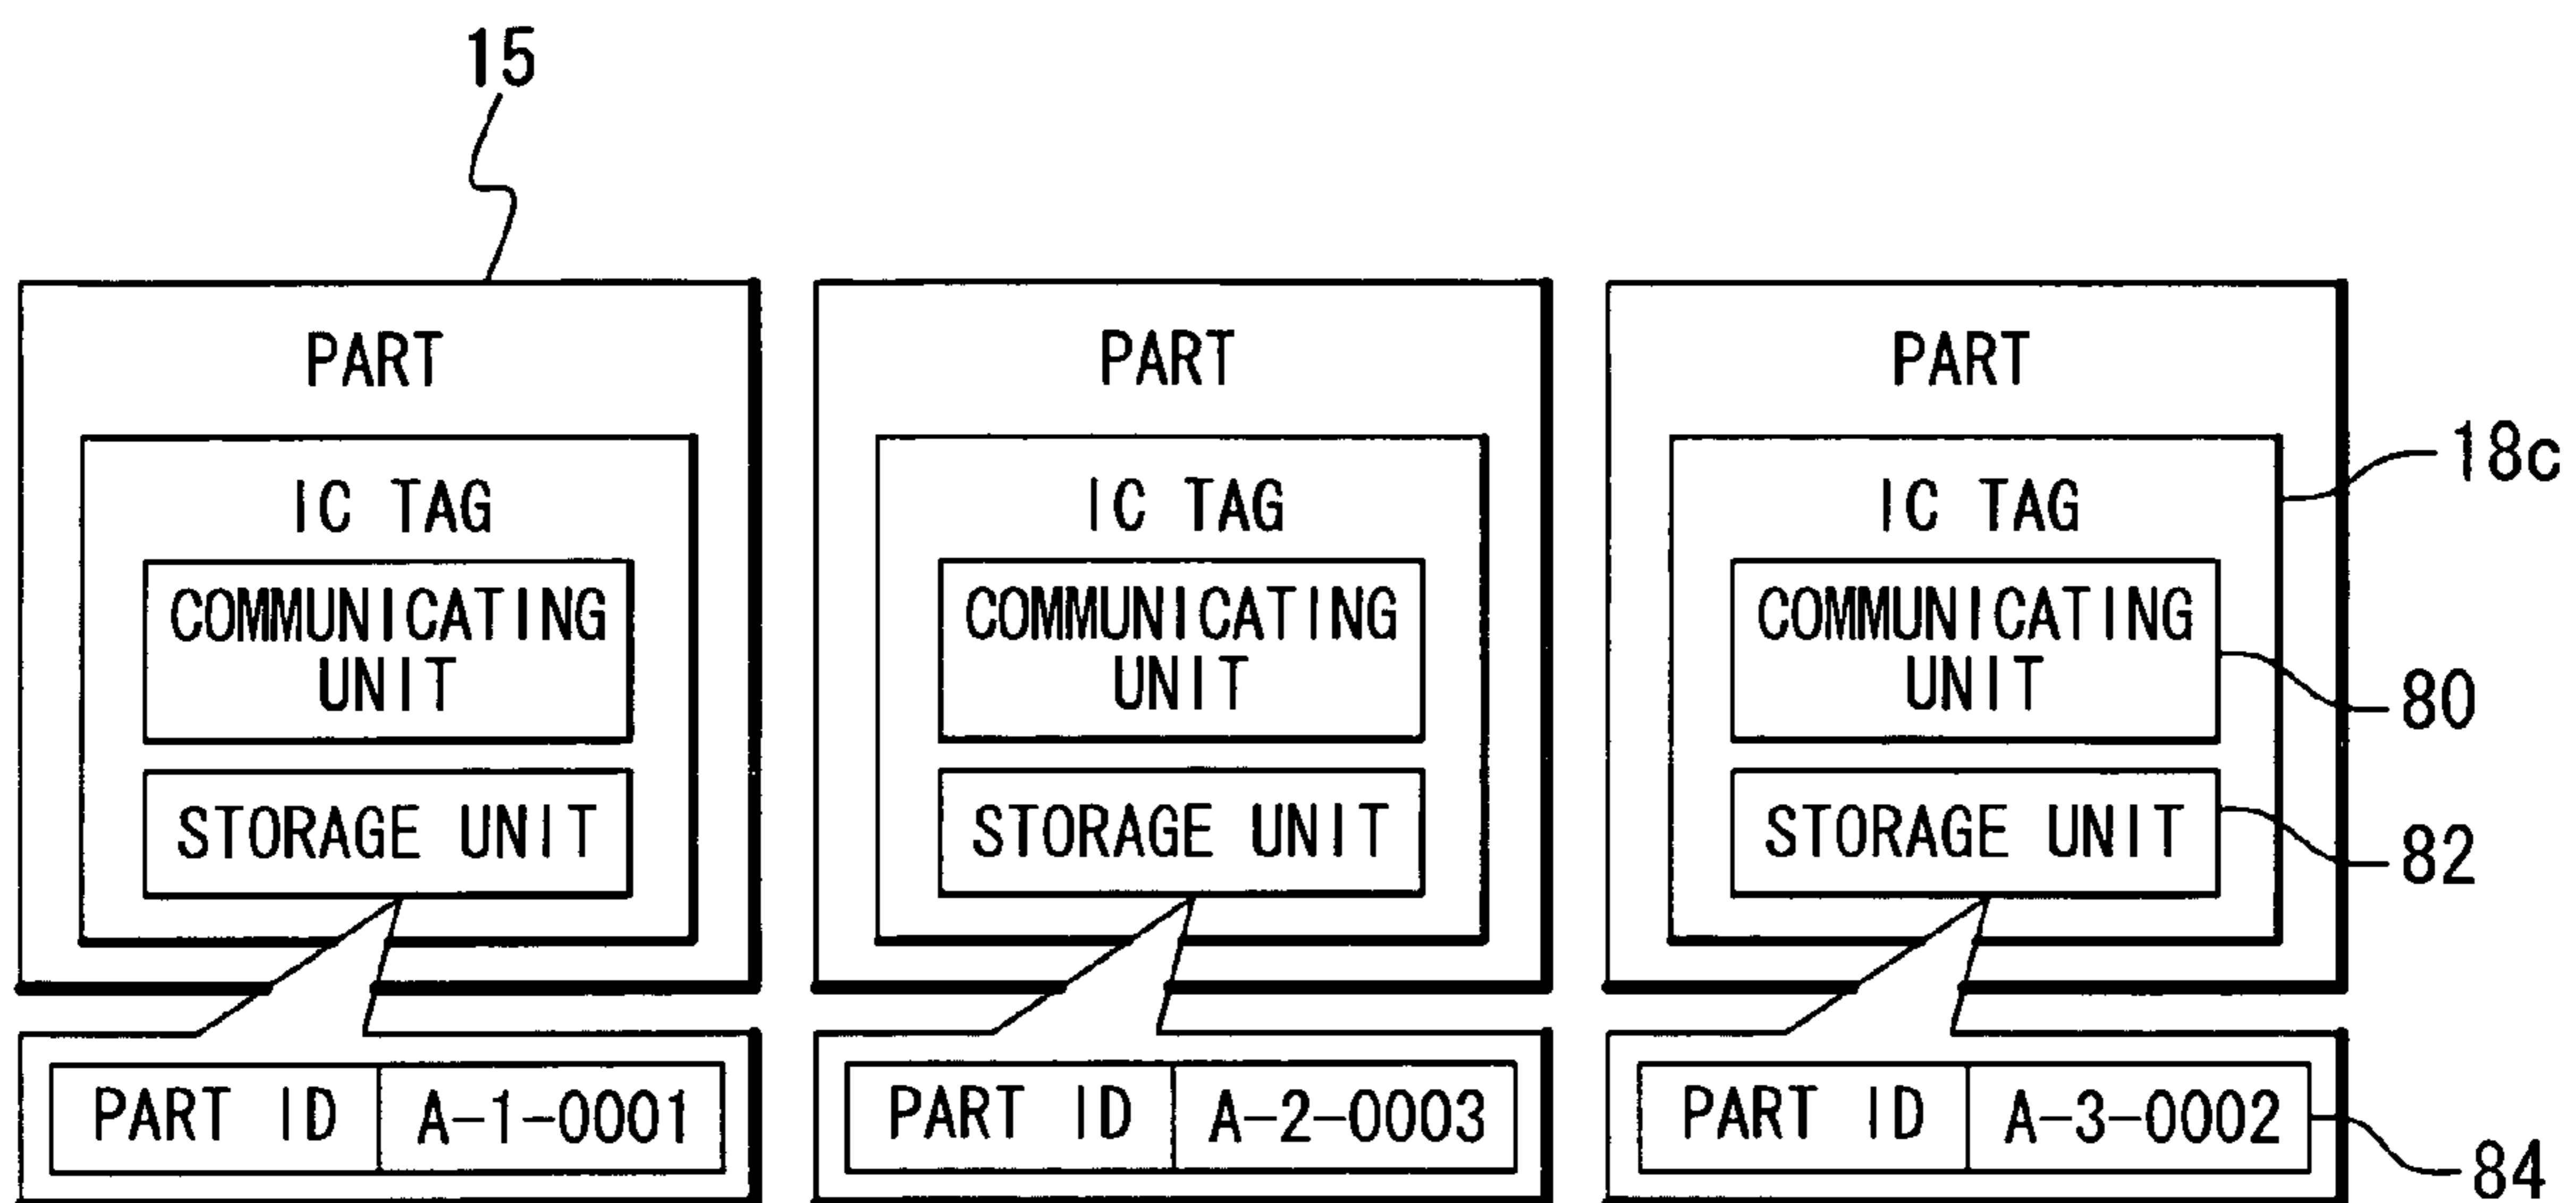 15
PART PART PART
18c
IC TAG IC TAG IC TAG
COMMUNICATING COMMUNICATING COMMUNICATING
UNIT UNIT UNIT
80
STORAGE UNIT STORAGE UNIT STORAGE UNIT
82
PART ID A-1-0001 PART ID A-2-0003 PART ID A-3-0002
84